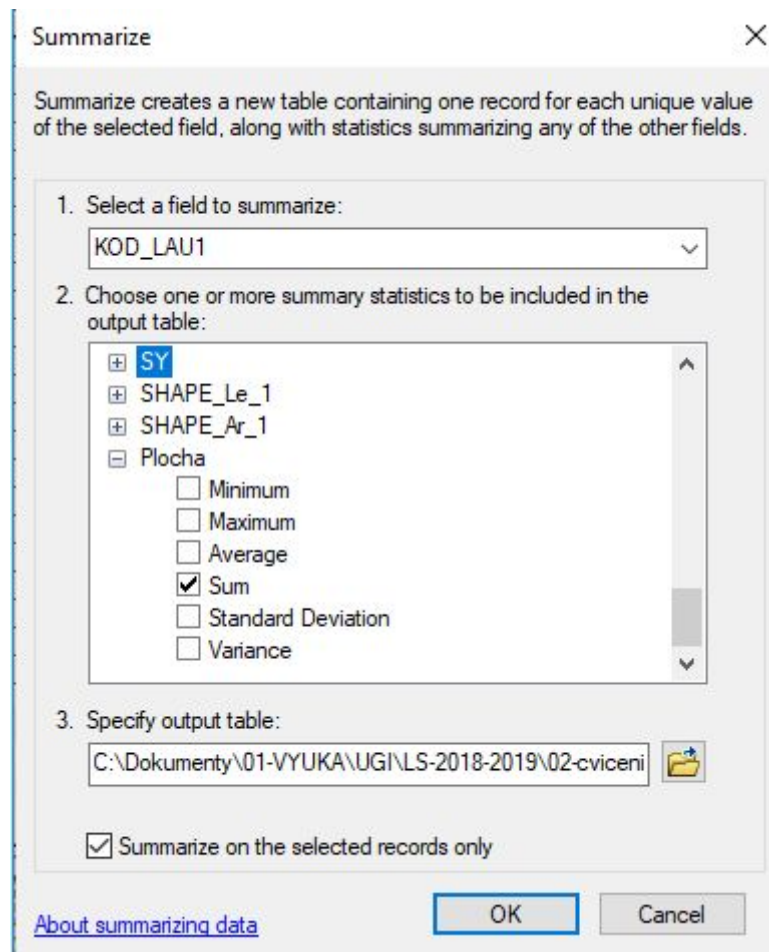 Summarize
Summarize creates a new table containing one record for each unique value
of the selected field, along with statistics summarizing any of the other fields.
1. Select a field to summarize:
KOD_LAU1
2. Choose one or more summary statistics to be included in the
output table:
SY
SHAPE_Le_1
SHAPE_Ar_1
Plocha
Minimum
Maximum
Average
Sum
Standard Deviation
Variance
3. Specify output table:
C:\Dokumenty\01-VYUKA\UGI\LS-2018-2019\02-cviceni
Summarize on the selected records only
About summarizing data
OK
Cancel